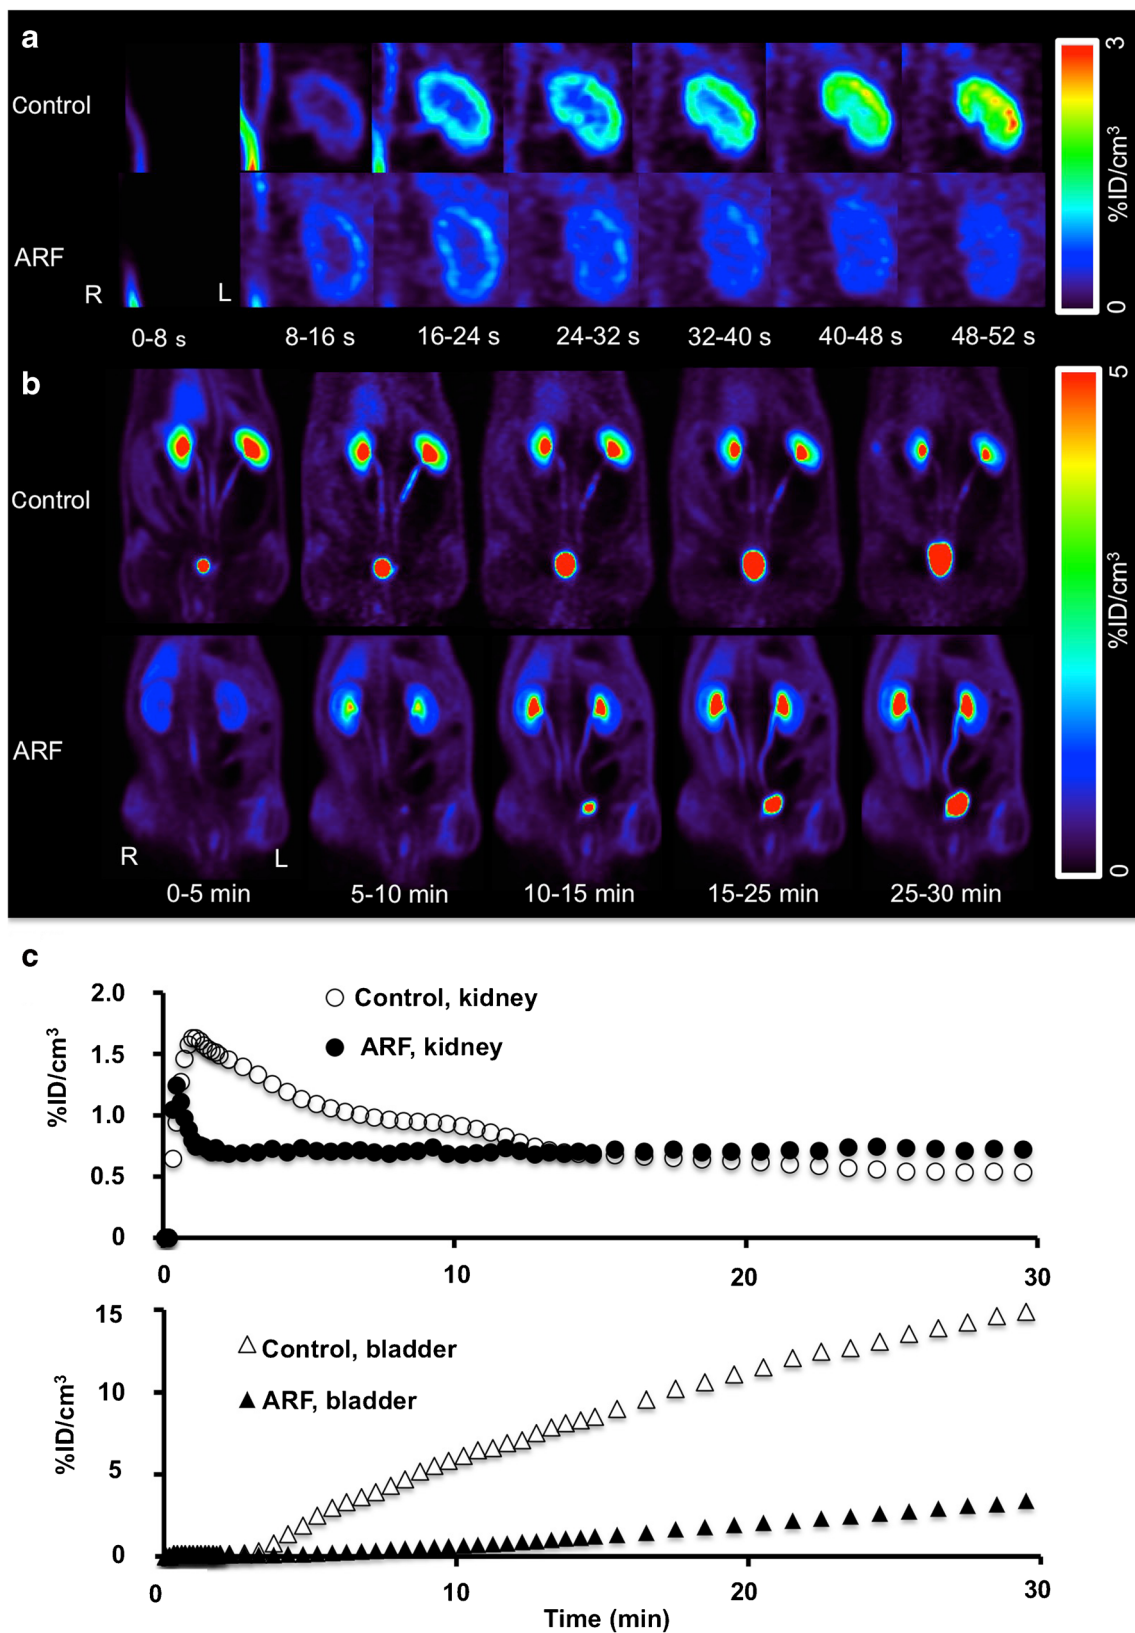 a
Control
ARF
R
L
0-8 s
8-16 s
16-24 s
24-32 s
32-40 s
40-48 s
48-52 s
3
%ID/cm³
0
b
Control
ARF
R
L
0-5 min
5-10 min
10-15 min
15-25 min
25-30 min
5
%ID/cm³
0
c
%ID/cm³
2.0
1.5
1.0
0.5
0
Control, kidney
ARF, kidney
0
10
20
30
%ID/cm³
15
10
5
0
Control, bladder
ARF, bladder
0
10
20
30
Time (min)